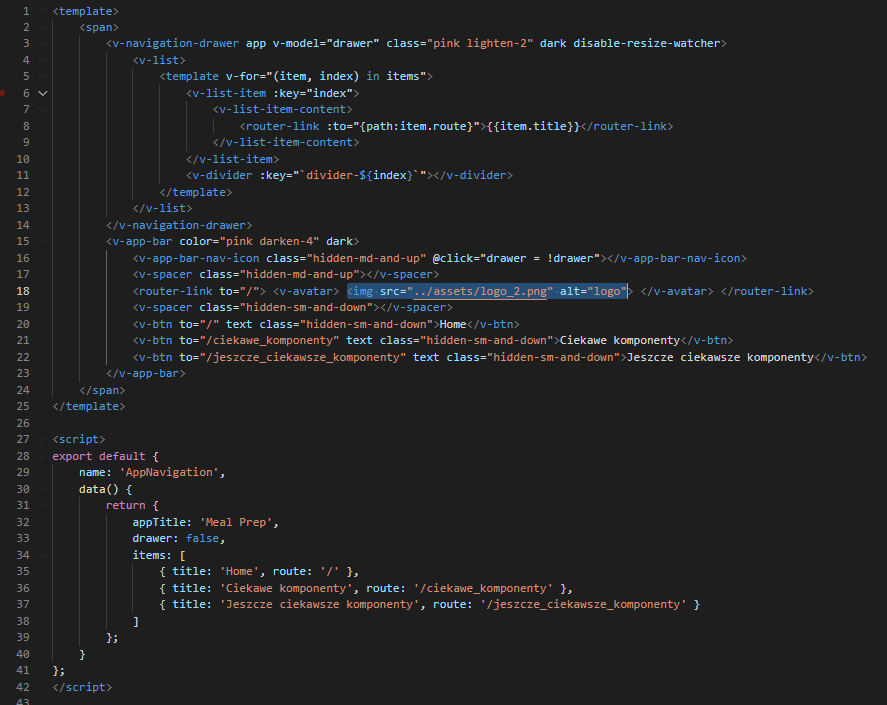 1 <template>
2 <span>
3 <v-navigation-drawer app v-model="drawer" class="pink lighten-2" dark disable-resize-watcher>
4 <v-list>
5 <template v-for="(item, index) in items">
6 <v-list-item :key="index">
7 <v-list-item-content>
8 <router-link :to="{path:item.route}">{{item.title}}</router-link>
9 </v-list-item-content>
10 </v-list-item>
11 <v-divider :key="`divider-${index}`"></v-divider>
12 </template>
13 </v-list>
14 </v-navigation-drawer>
15 <v-app-bar color="pink darken-4" dark>
16 <v-app-bar-nav-icon class="hidden-md-and-up" @click="drawer = !drawer"></v-app-bar-nav-icon>
17 <v-spacer class="hidden-md-and-up"></v-spacer>
18 <router-link to="/"> <v-avatar> <img src="../assets/logo_2.png" alt="logo"> </v-avatar> </router-link>
19 <v-spacer class="hidden-sm-and-down"></v-spacer>
20 <v-btn to="/" text class="hidden-sm-and-down">Home</v-btn>
21 <v-btn to="/ciekawe_komponenty" text class="hidden-sm-and-down">Ciekawe komponenty</v-btn>
22 <v-btn to="/jeszcze_ciekawsze_komponenty" text class="hidden-sm-and-down">Jeszcze ciekawsze komponenty</v-btn>
23 </v-app-bar>
24 </span>
25 </template>
26
27 <script>
28 export default {
29 name: 'AppNavigation',
30 data() {
31 return {
32 appTitle: 'Meal Prep',
33 drawer: false,
34 items: [
35 { title: 'Home', route: '/' },
36 { title: 'Ciekawe komponenty', route: '/ciekawe_komponenty' },
37 { title: 'Jeszcze ciekawsze komponenty', route: '/jeszcze_ciekawsze_komponenty' }
38 ]
39 };
40 }
41 };
42 </script>
43